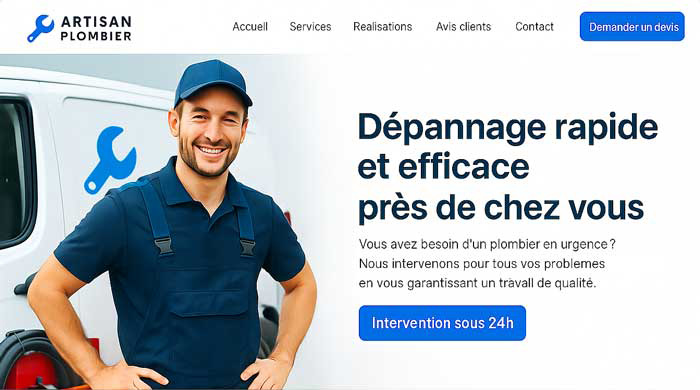 ARTISAN
PLOMBIER
Accueil Services Realisations Avis clients Contact Demander un devis
Dépannage rapide
et efficace
près de chez vous
Vous avez besoin d'un plombier en urgence ?
Nous intervenons pour tous vos problemes
en vous garantissant un travall de qualité.
Intervention sous 24h